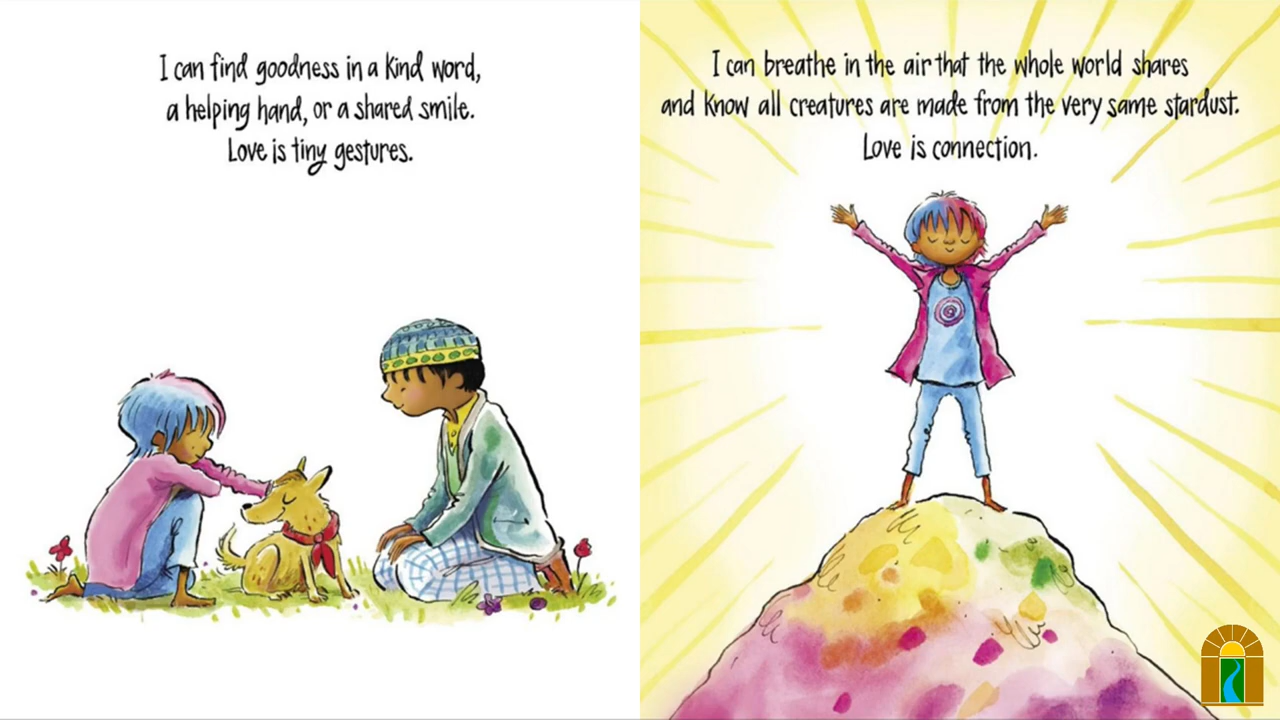 I can find goodness in a kind word,
a helping hand, or a shared smile.
Love is tiny gestures.
I can breathe in the air that the whole world shares
and know all creatures are made from the very same stardust.
Love is connection.